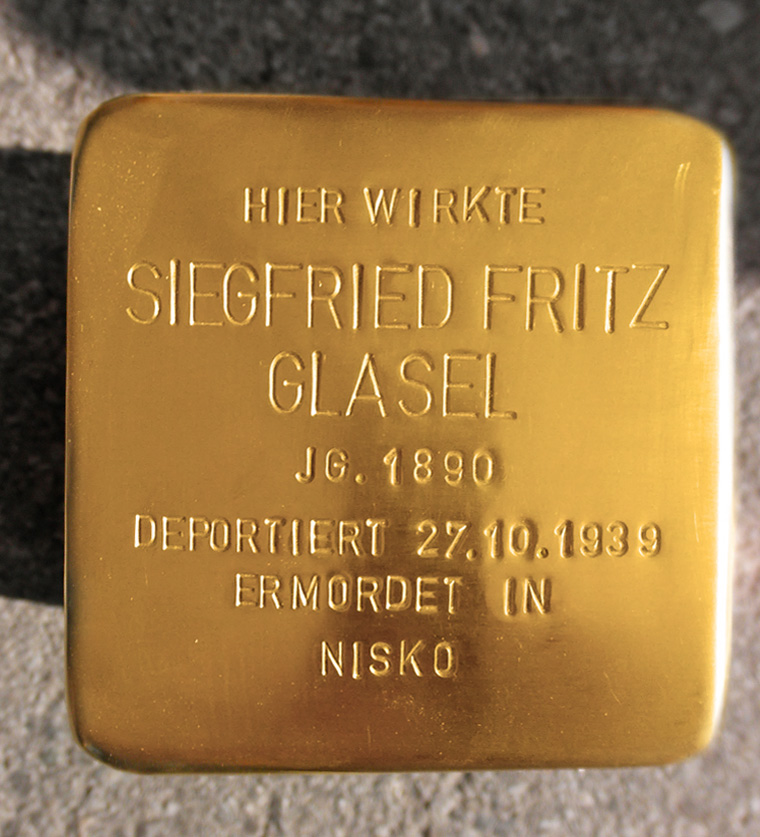 HIER WIRKTE
SIEGFRIED FRITZ
GLASEL
JG. 1890
DEPORTIERT 27.10.1939
ERMORDET IN
NISKO